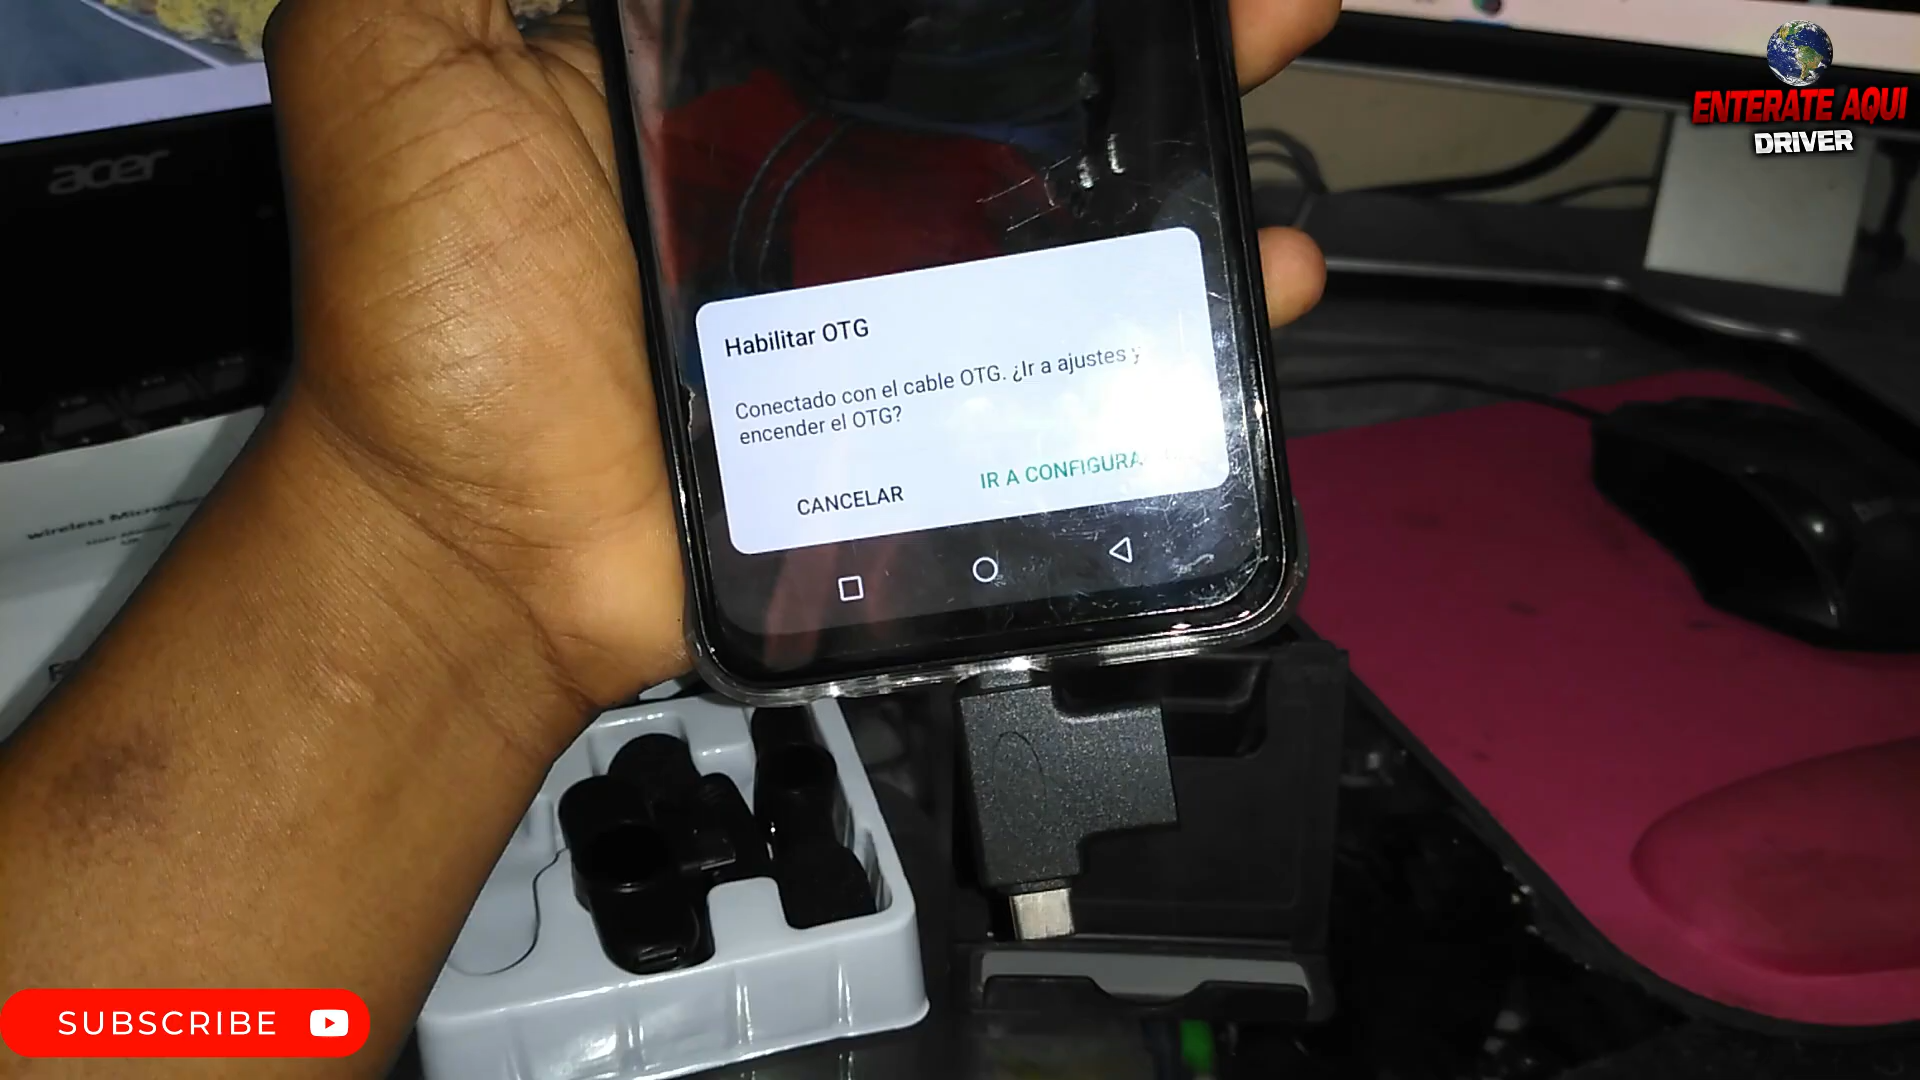 ENTERATE AQUI
DRIVER
acer
Habilitar OTG
Conectado con el cable OTG. ¿Ir a ajustes y
encender el OTG?
CANCELAR
IR A CONFIGURA
wireless
SUBSCRIBE